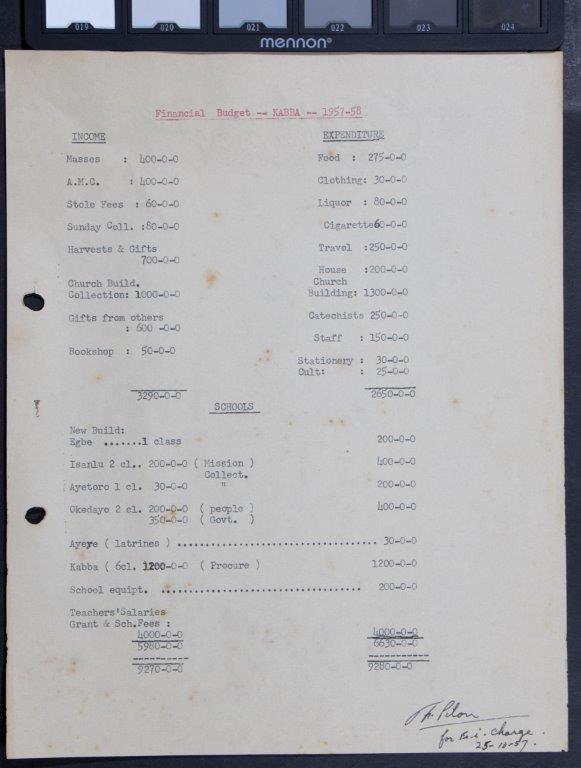 019 020 021 022 023 024
mennon®
Financial Budget -- KABBA -- 1957-58
INCOME
Masses : 400-0-0
A.M.C. : 400-0-0
Stole Fees : 60-0-0
Sunday Coll. :80-0-0
Harvests & Gifts
700-0-0
Church Build.
Collection: 1000-0-0
Gifts from others
: 600 -0-0
Bookshop : 50-0-0
3290-0-0
EXPENDITURE
Food : 275-0-0
Clothing: 30-0-0
Liquor : 80-0-0
Cigarette60-0-0
Travel :250-0-0
House :200-0-0
Church
Building: 1300-0-0
Catechists 250-0-0
Staff : 150-0-0
Stationery : 30-0-0
Cult: : 25-0-0
2650-0-0
SCHOOLS
New Build:
Egbe .......1 class 200-0-0
Isanlu 2 cl.. 200-0-0 ( Mission ) 400-0-0
Collect.
Ayetoro 1 cl. 30-0-0 " 200-0-0
Okedayo 2 cl. 200-0-0 ( people ) 400-0-0
350-0-0 ( Govt. )
Ayeye ( latrines ) .................................... 30-0-0
Kabba ( 6cl. 1200-0-0 ( Procure ) 1200-0-0
School equipt. .................................... 200-0-0
Teachers'Salaries
Grant & Sch.Fees :
4000-0-0 4000-0-0
5980-0-0 6630-0-0
----------- -----------
9270-0-0 9280-0-0
A. Pilon
for Fr. i. charge.
25-10-57.